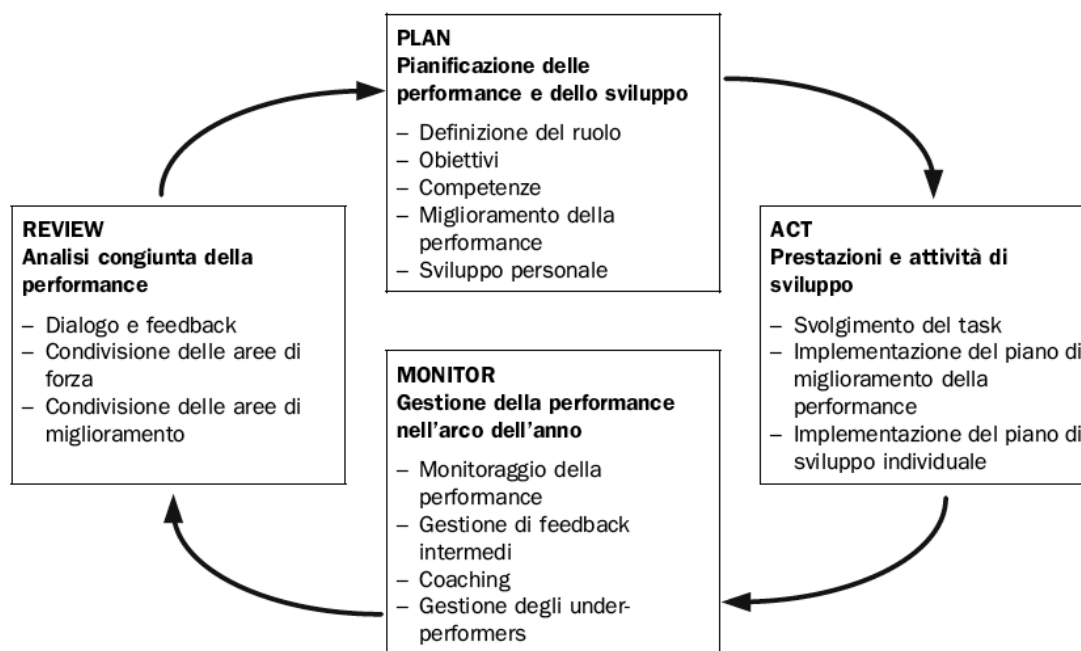 PLAN
Pianificazione delle
performance e dello sviluppo
– Definizione del ruolo
– Obiettivi
– Competenze
– Miglioramento della
performance
– Sviluppo personale
ACT
Prestazioni e attività di
sviluppo
– Svolgimento del task
– Implementazione del piano di
miglioramento della
performance
– Implementazione del piano di
sviluppo individuale
MONITOR
Gestione della performance
nell'arco dell'anno
– Monitoraggio della
performance
– Gestione di feedback
intermedi
– Coaching
– Gestione degli under-
performers
REVIEW
Analisi congiunta della
performance
– Dialogo e feedback
– Condivisione delle aree di
forza
– Condivisione delle aree di
miglioramento